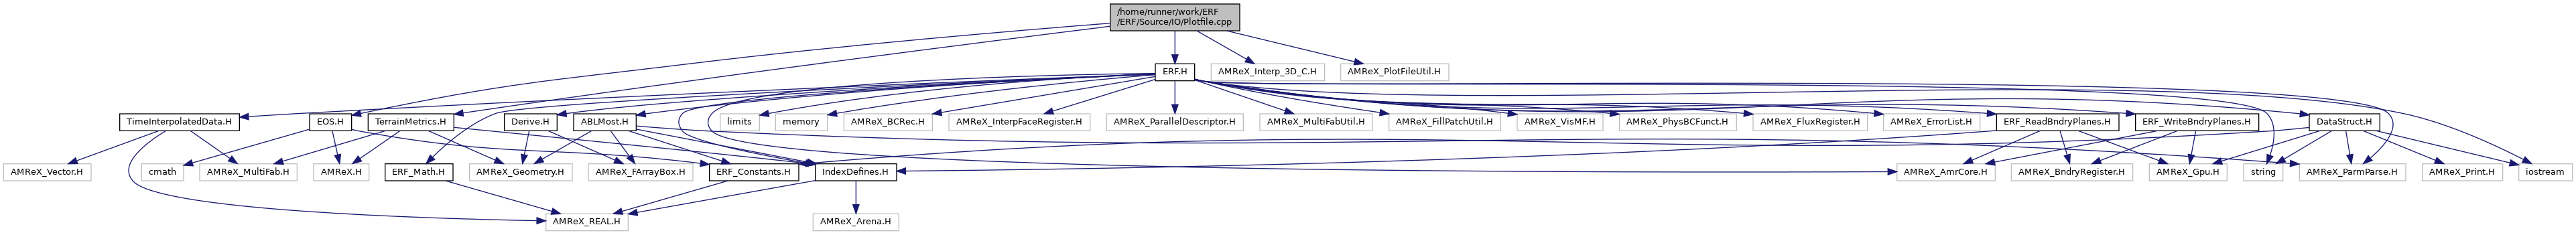 /home/runner/work/ERF
/ERF/Source/IO/Plotfile.cpp
ERF.H
AMReX_Interp_3D_C.H
AMReX_PlotFileUtil.H
TimeInterpolatedData.H
EOS.H
TerrainMetrics.H
Derive.H
ABLMost.H
limits
memory
AMReX_BCRec.H
AMReX_InterpFaceRegister.H
AMReX_ParallelDescriptor.H
AMReX_MultiFabUtil.H
AMReX_FillPatchUtil.H
AMReX_VisMF.H
AMReX_PhysBCFunct.H
AMReX_FluxRegister.H
AMReX_ErrorList.H
ERF_ReadBndryPlanes.H
ERF_WriteBndryPlanes.H
DataStruct.H
AMReX_Vector.H
cmath
AMReX_MultiFab.H
AMReX.H
ERF_Math.H
AMReX_Geometry.H
AMReX_FArrayBox.H
ERF_Constants.H
IndexDefines.H
AMReX_AmrCore.H
AMReX_BndryRegister.H
AMReX_Gpu.H
string
AMReX_ParmParse.H
AMReX_Print.H
iostream
AMReX_REAL.H
AMReX_Arena.H